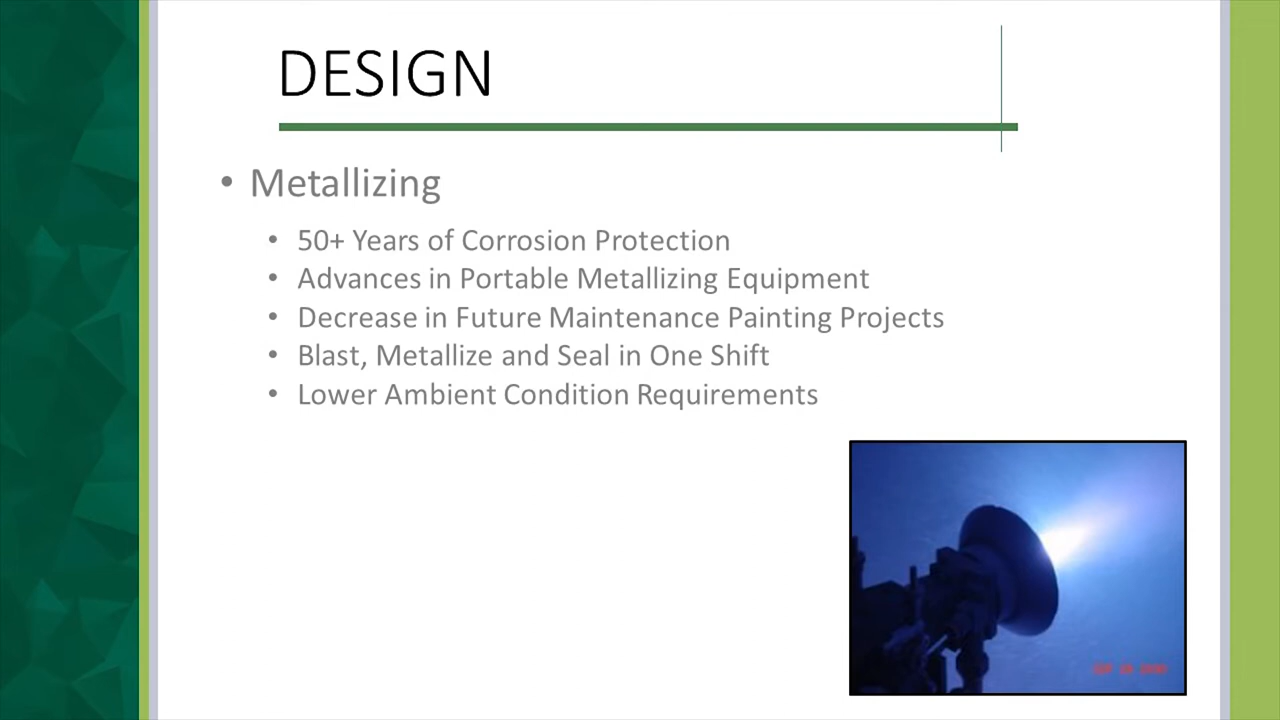 DESIGN
• Metallizing
• 50+ Years of Corrosion Protection
• Advances in Portable Metallizing Equipment
• Decrease in Future Maintenance Painting Projects
• Blast, Metallize and Seal in One Shift
• Lower Ambient Condition Requirements